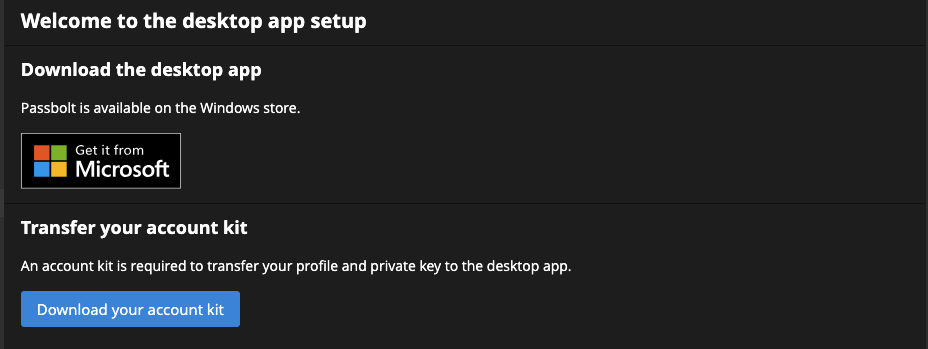 Welcome to the desktop app setup
Download the desktop app
Passbolt is available on the Windows store.
Get it from
Microsoft
Transfer your account kit
An account kit is required to transfer your profile and private key to the desktop app.
Download your account kit